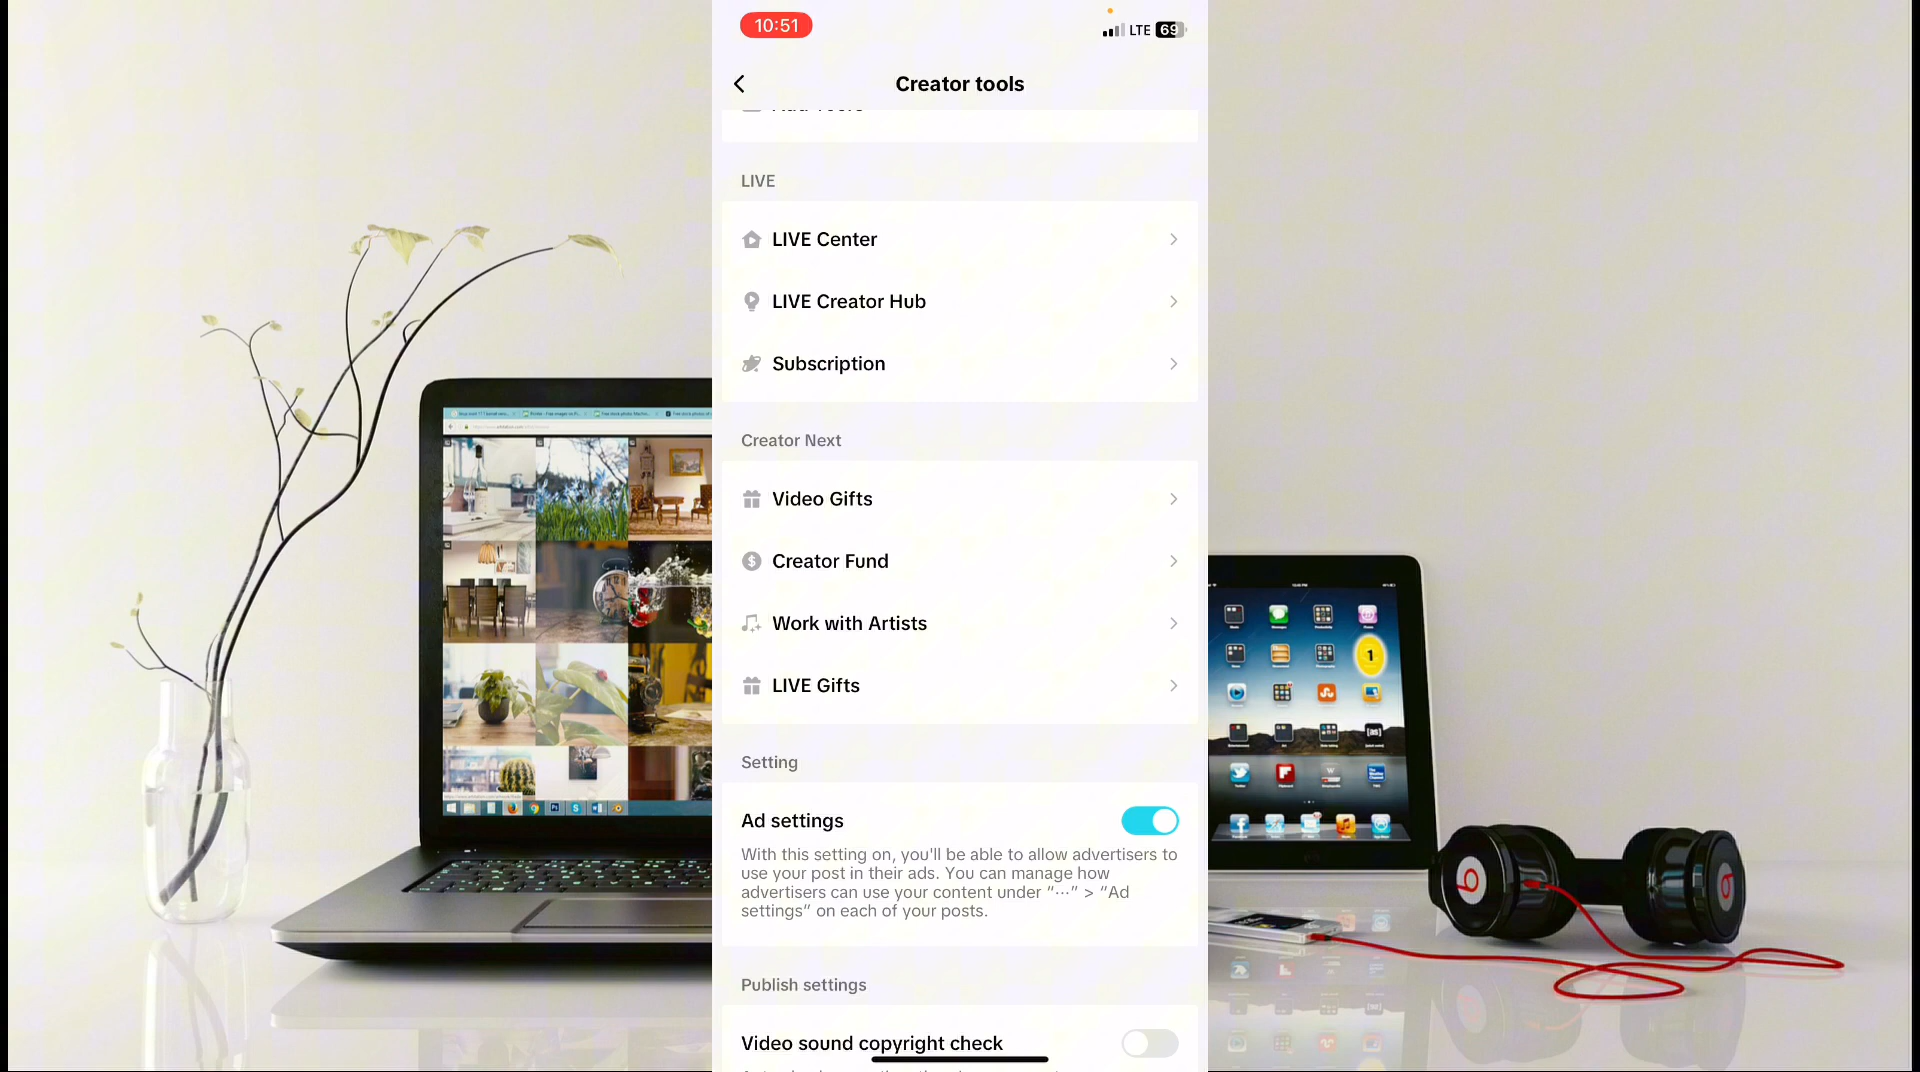 10:51
LTE 69
Creator tools
LIVE
LIVE Center
LIVE Creator Hub
Subscription
Creator Next
Video Gifts
Creator Fund
Work with Artists
LIVE Gifts
Setting
Ad settings
With this setting on, you'll be able to allow advertisers to
use your post in their ads. You can manage how
advertisers can use your content under “···” > “Ad
settings” on each of your posts.
Publish settings
Video sound copyright check
1